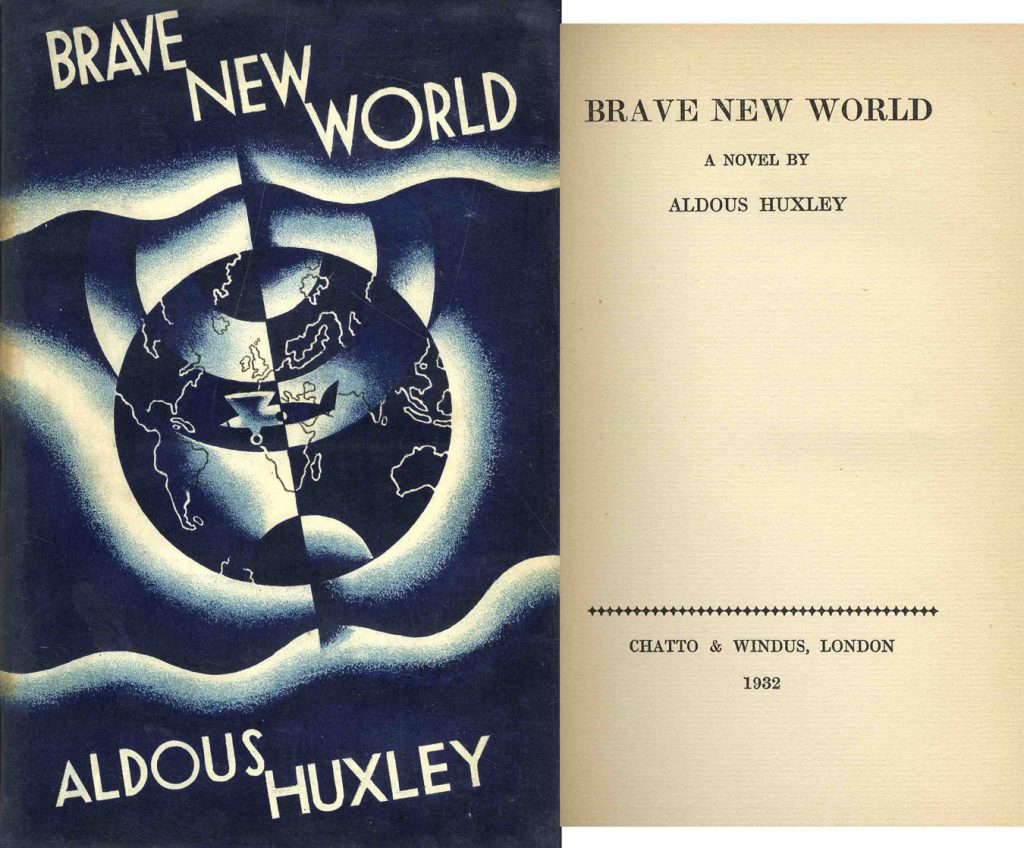 BRAVE
NEW
WORLD
ALDOUS
HUXLEY
BRAVE NEW WORLD
A NOVEL BY
ALDOUS HUXLEY
CHATTO & WINDUS, LONDON
1932